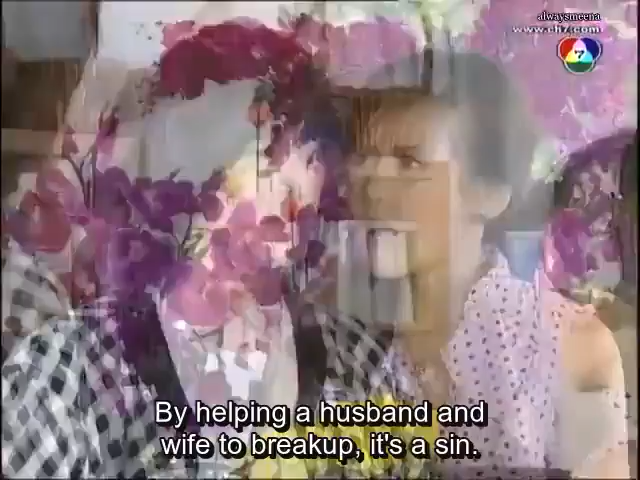 alwaysmeena
www.ch7.com
7
By helping a husband and
wife to breakup, it's a sin.